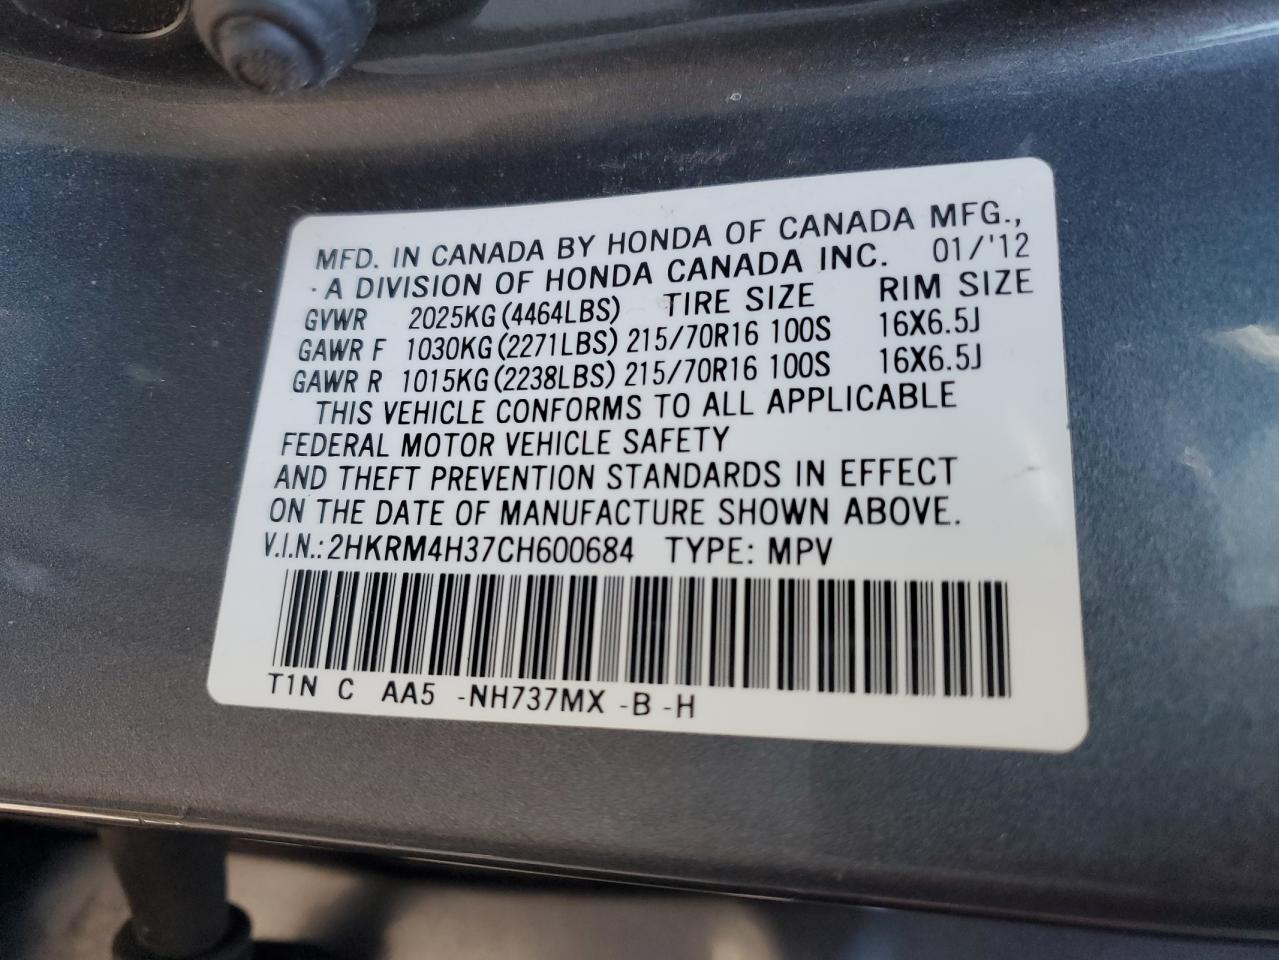 MFD. IN CANADA BY HONDA OF CANADA MFG.,
A DIVISION OF HONDA CANADA INC. 01/'12
GVWR 2025KG (4464LBS) TIRE SIZE RIM SIZE
GAWR F 1030KG (2271LBS) 215/70R16 100S 16X6.5J
GAWR R 1015KG (2238LBS) 215/70R16 100S 16X6.5J
THIS VEHICLE CONFORMS TO ALL APPLICABLE
FEDERAL MOTOR VEHICLE SAFETY
AND THEFT PREVENTION STANDARDS IN EFFECT
ON THE DATE OF MANUFACTURE SHOWN ABOVE.
V.I.N.: 2HKRM4H37CH600684 TYPE: MPV
T1N C AA5 -NH737MX -B -H